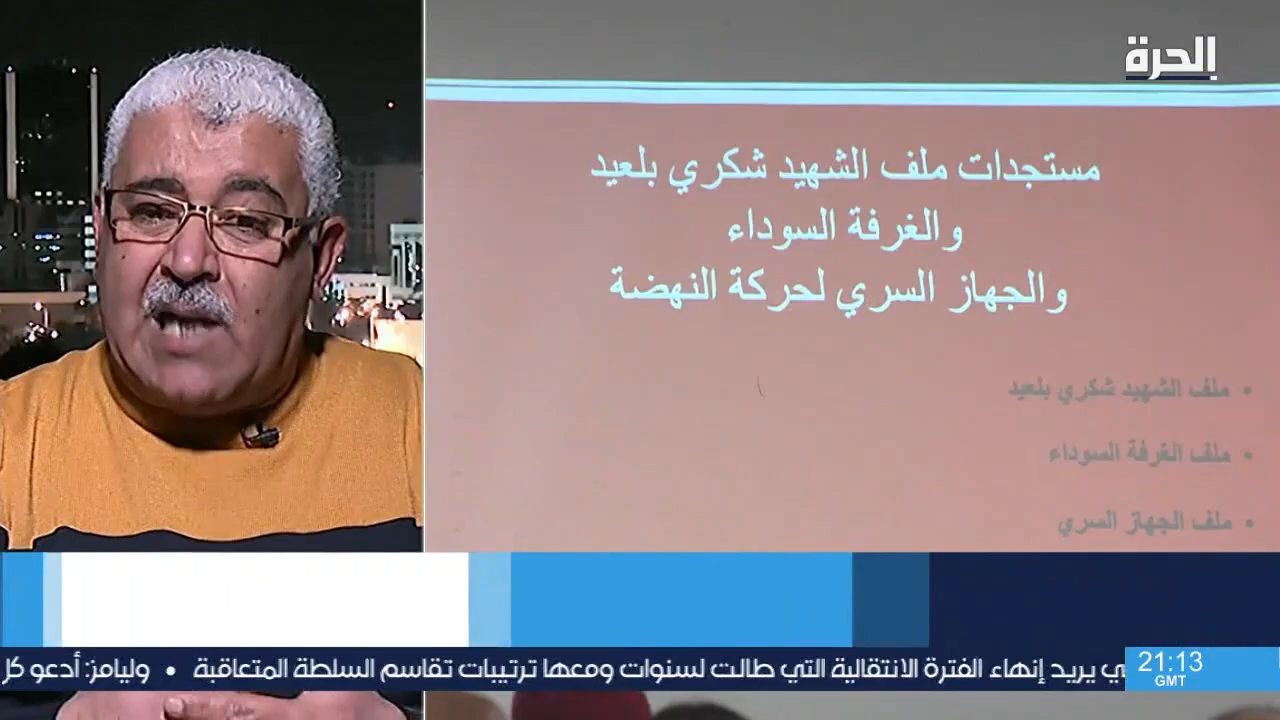 الحرة
مستجدات ملف الشهيد شكري بلعيد
والغرفة السوداء
والجهاز السري لحركة النهضة
• ملف الشهيد شكري بلعيد
• ملف الغرفة السوداء
• ملف الجهاز السري
يريد إنهاء الفترة الانتقالية التي طالت لسنوات ومعها ترتيبات تقاسم السلطة المتعاقبة • وليامز: أدعو كل
21:13
GMT